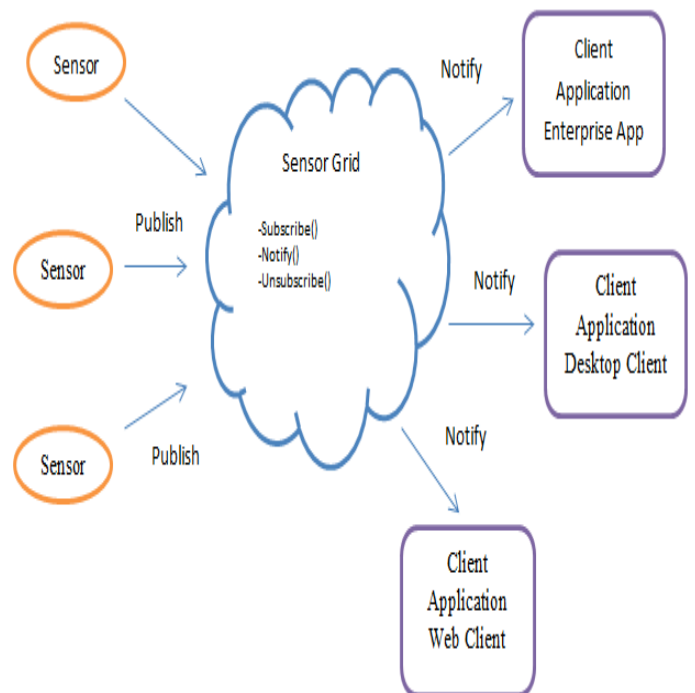 Sensor
Publish
Sensor
Publish
Sensor
Sensor Grid
-Subscribe()
-Notify()
-Unsubscribe()
Notify
Client
Application
Enterprise App
Notify
Client
Application
Desktop Client
Notify
Client
Application
Web Client